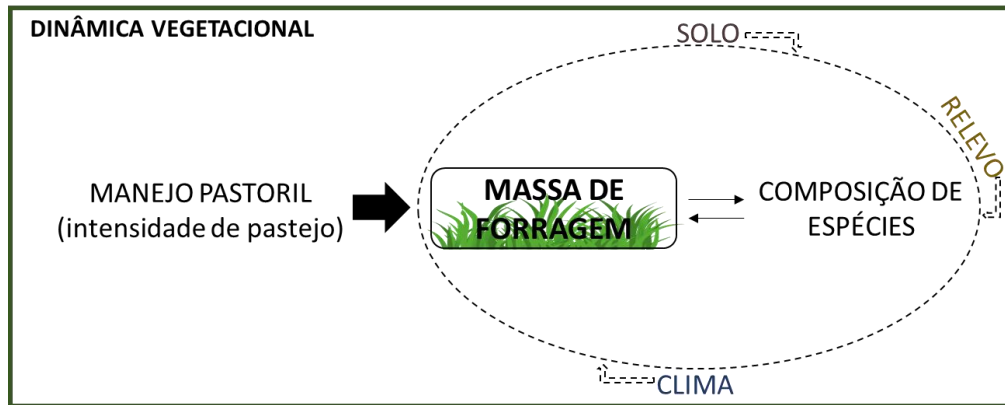 DINÂMICA VEGETACIONAL
SOLO
RELEVO
MANEJO PASTORIL
(intensidade de pastejo)
MASSA DE
FORRAGEM
COMPOSIÇÃO DE
ESPÉCIES
CLIMA